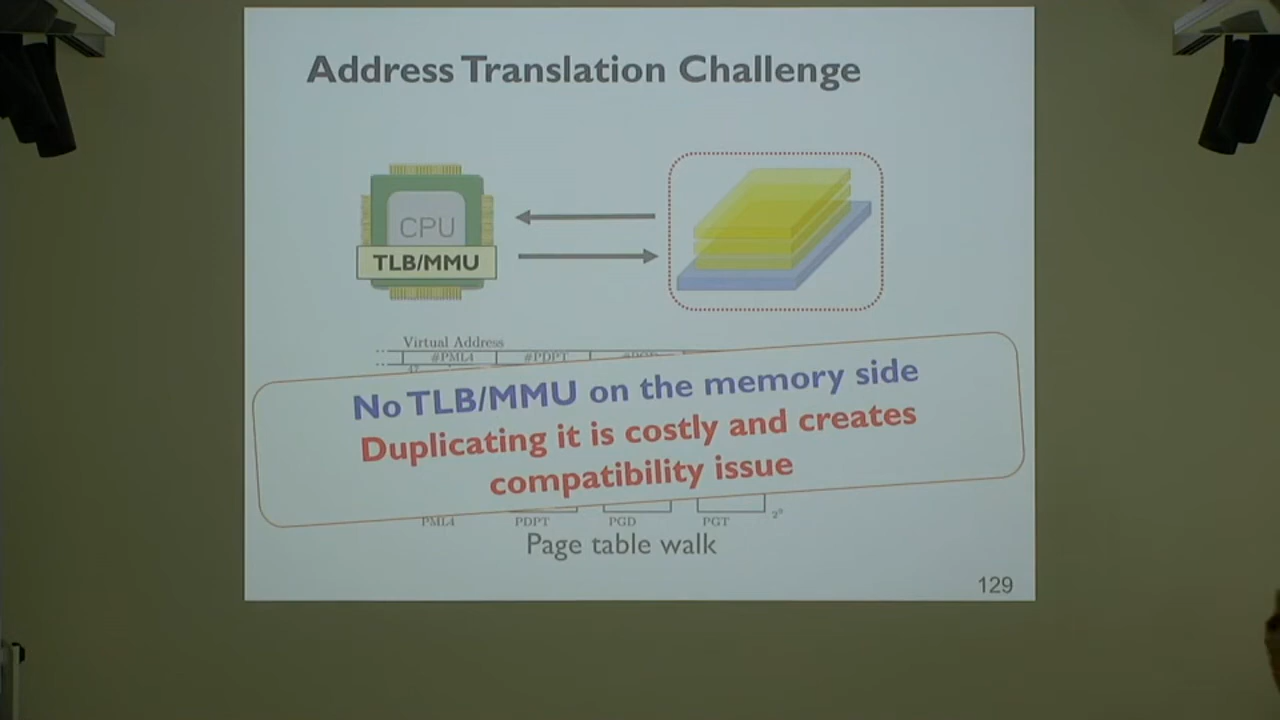 Address Translation Challenge
CPU
TLB/MMU
Virtual Address
#PML4 #PDPT
47
No TLB/MMU on the memory side
Duplicating it is costly and creates
compatibility issue
PML4 PDPT PGD PGT
Page table walk
129